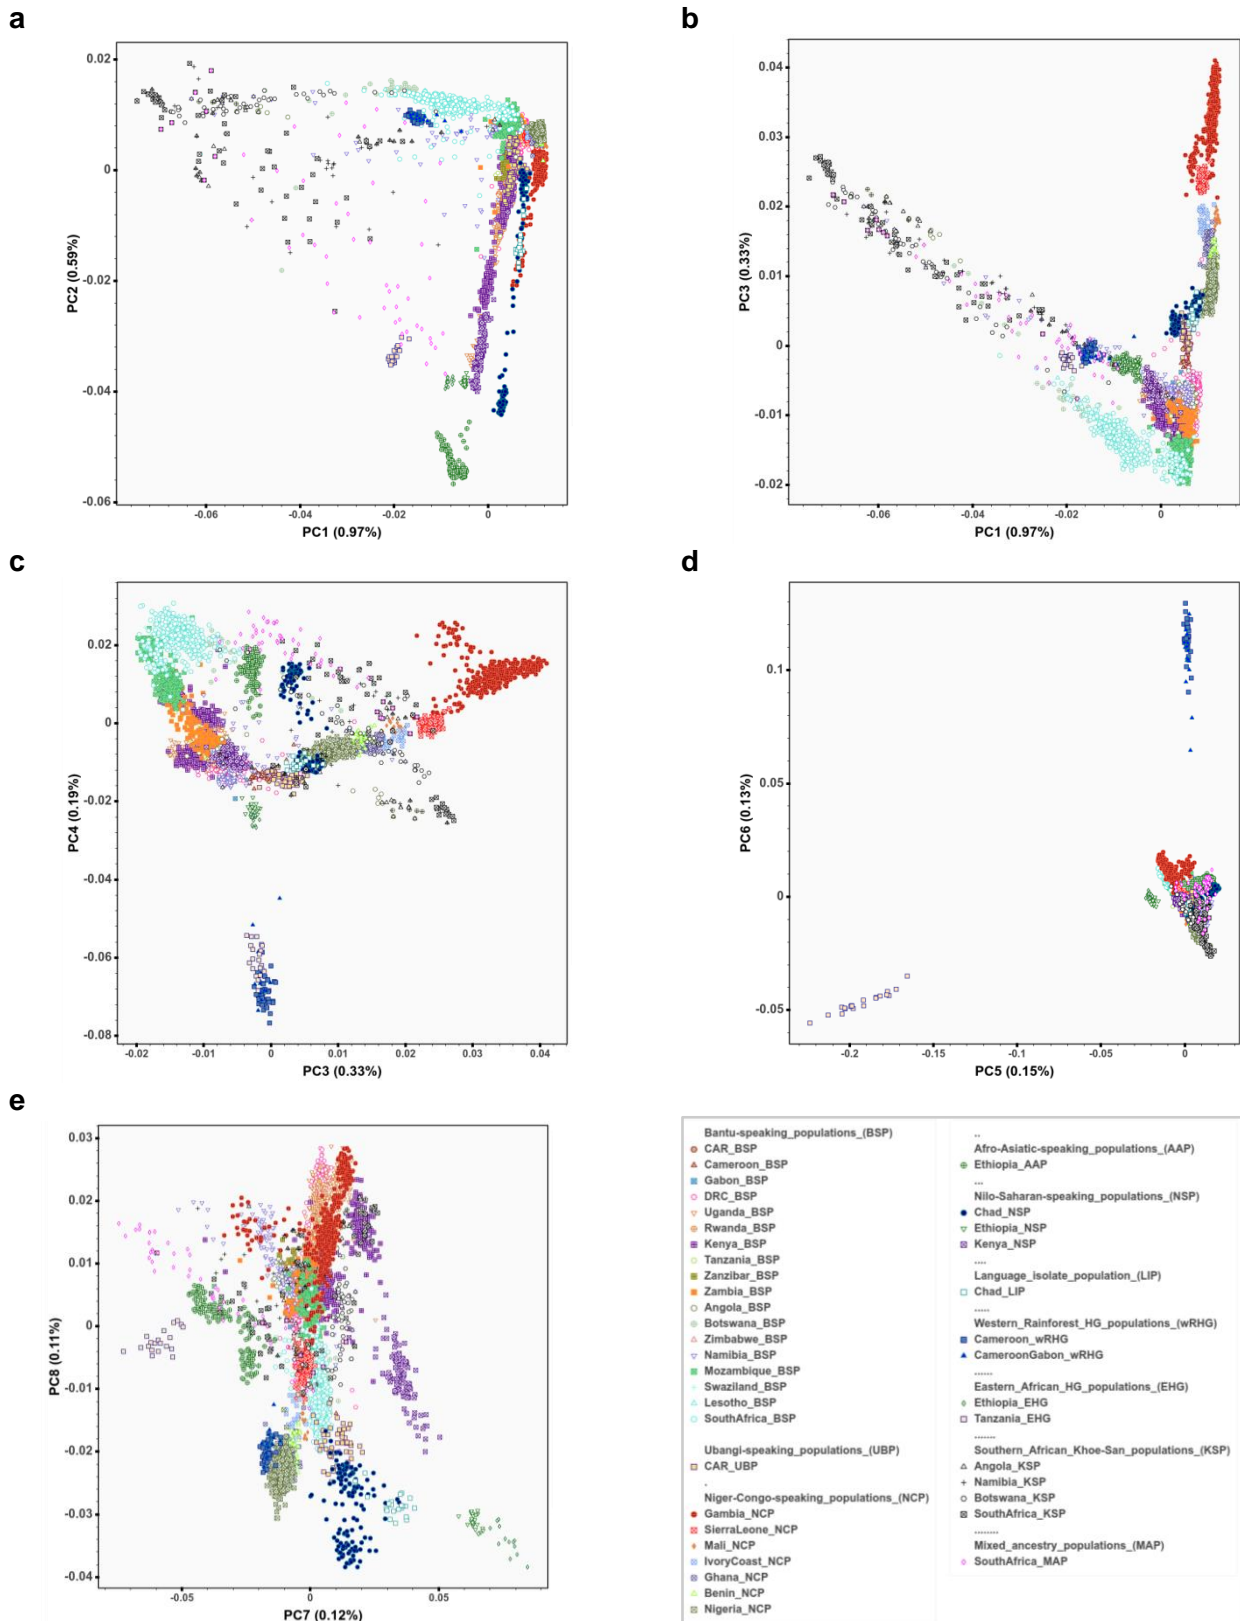 a
0.02
0
-0.02
-0.04
-0.06
PC2 (0.59%)
-0.06
-0.04
-0.02
0
PC1 (0.97%)
b
0.04
0.03
0.02
0.01
0
-0.01
-0.02
PC3 (0.33%)
-0.06
-0.04
-0.02
0
PC1 (0.97%)
c
0.02
0
-0.02
-0.04
-0.06
-0.08
PC4 (0.19%)
-0.02
-0.01
0
0.01
0.02
0.03
0.04
PC3 (0.33%)
d
0.1
0.05
0
-0.05
PC6 (0.13%)
-0.2
-0.15
-0.1
-0.05
0
PC5 (0.15%)
e
0.03
0.02
0.01
0
-0.01
-0.02
-0.03
-0.04
PC8 (0.11%)
-0.05
0
0.05
PC7 (0.12%)
Bantu-speaking_populations_(BSP)
CAR_BSP
Cameroon_BSP
Gabon_BSP
DRC_BSP
Uganda_BSP
Rwanda_BSP
Kenya_BSP
Tanzania_BSP
Zanzibar_BSP
Zambia_BSP
Angola_BSP
Botswana_BSP
Zimbabwe_BSP
Namibia_BSP
Mozambique_BSP
Swaziland_BSP
Lesotho_BSP
SouthAfrica_BSP
Ubangi-speaking_populations_(UBP)
CAR_UBP
.
Niger-Congo-speaking_populations_(NCP)
Gambia_NCP
SierraLeone_NCP
Mali_NCP
IvoryCoast_NCP
Ghana_NCP
Benin_NCP
Nigeria_NCP
..
Afro-Asiatic-speaking_populations_(AAP)
Ethiopia_AAP
...
Nilo-Saharan-speaking_populations_(NSP)
Chad_NSP
Ethiopia_NSP
Kenya_NSP
....
Language_isolate_population_(LIP)
Chad_LIP
.....
Western_Rainforest_HG_populations_(wRHG)
Cameroon_wRHG
CameroonGabon_wRHG
......
Eastern_African_HG_populations_(EHG)
Ethiopia_EHG
Tanzania_EHG
.......
Southern_African_Khoe-San_populations_(KSP)
Angola_KSP
Namibia_KSP
Botswana_KSP
SouthAfrica_KSP
........
Mixed_ancestry_populations_(MAP)
SouthAfrica_MAP